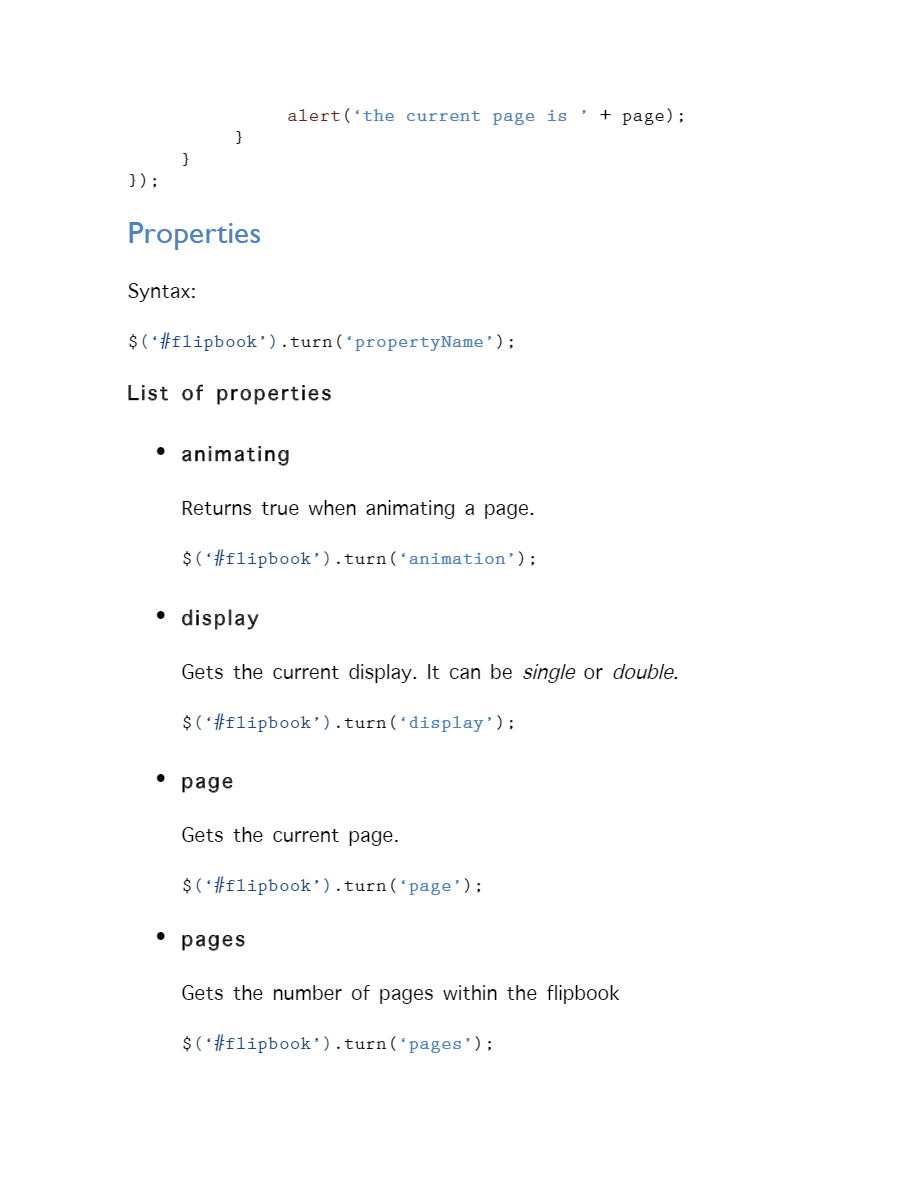 alert(‘the current page is ’ + page);
}
}
});
Properties
Syntax:
$(‘#flipbook’).turn(‘propertyName’);
List of properties
• animating
Returns true when animating a page.
$(‘#flipbook’).turn(‘animation’);
• display
Gets the current display. It can be single or double.
$(‘#flipbook’).turn(‘display’);
• page
Gets the current page.
$(‘#flipbook’).turn(‘page’);
• pages
Gets the number of pages within the flipbook
$(‘#flipbook’).turn(‘pages’);